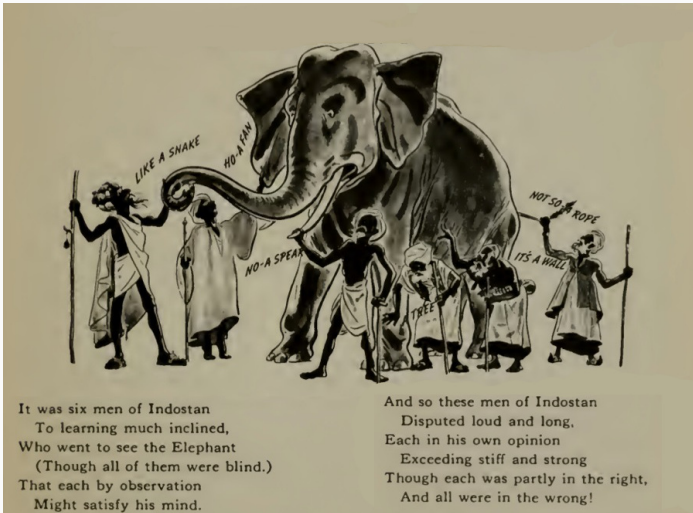 LIKE A SNAKE
HO-A FAN
NO-A SPEAR
TREE
IT'S A WALL
NOT SO, A ROPE
It was six men of Indostan
To learning much inclined,
Who went to see the Elephant
(Though all of them were blind.)
That each by observation
Might satisfy his mind.
And so these men of Indostan
Disputed loud and long,
Each in his own opinion
Exceeding stiff and strong
Though each was partly in the right,
And all were in the wrong!